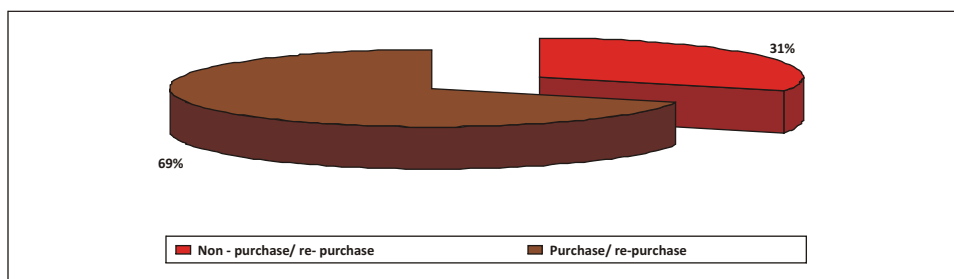 31%
69%
Non - purchase/ re- purchase
Purchase/ re-purchase